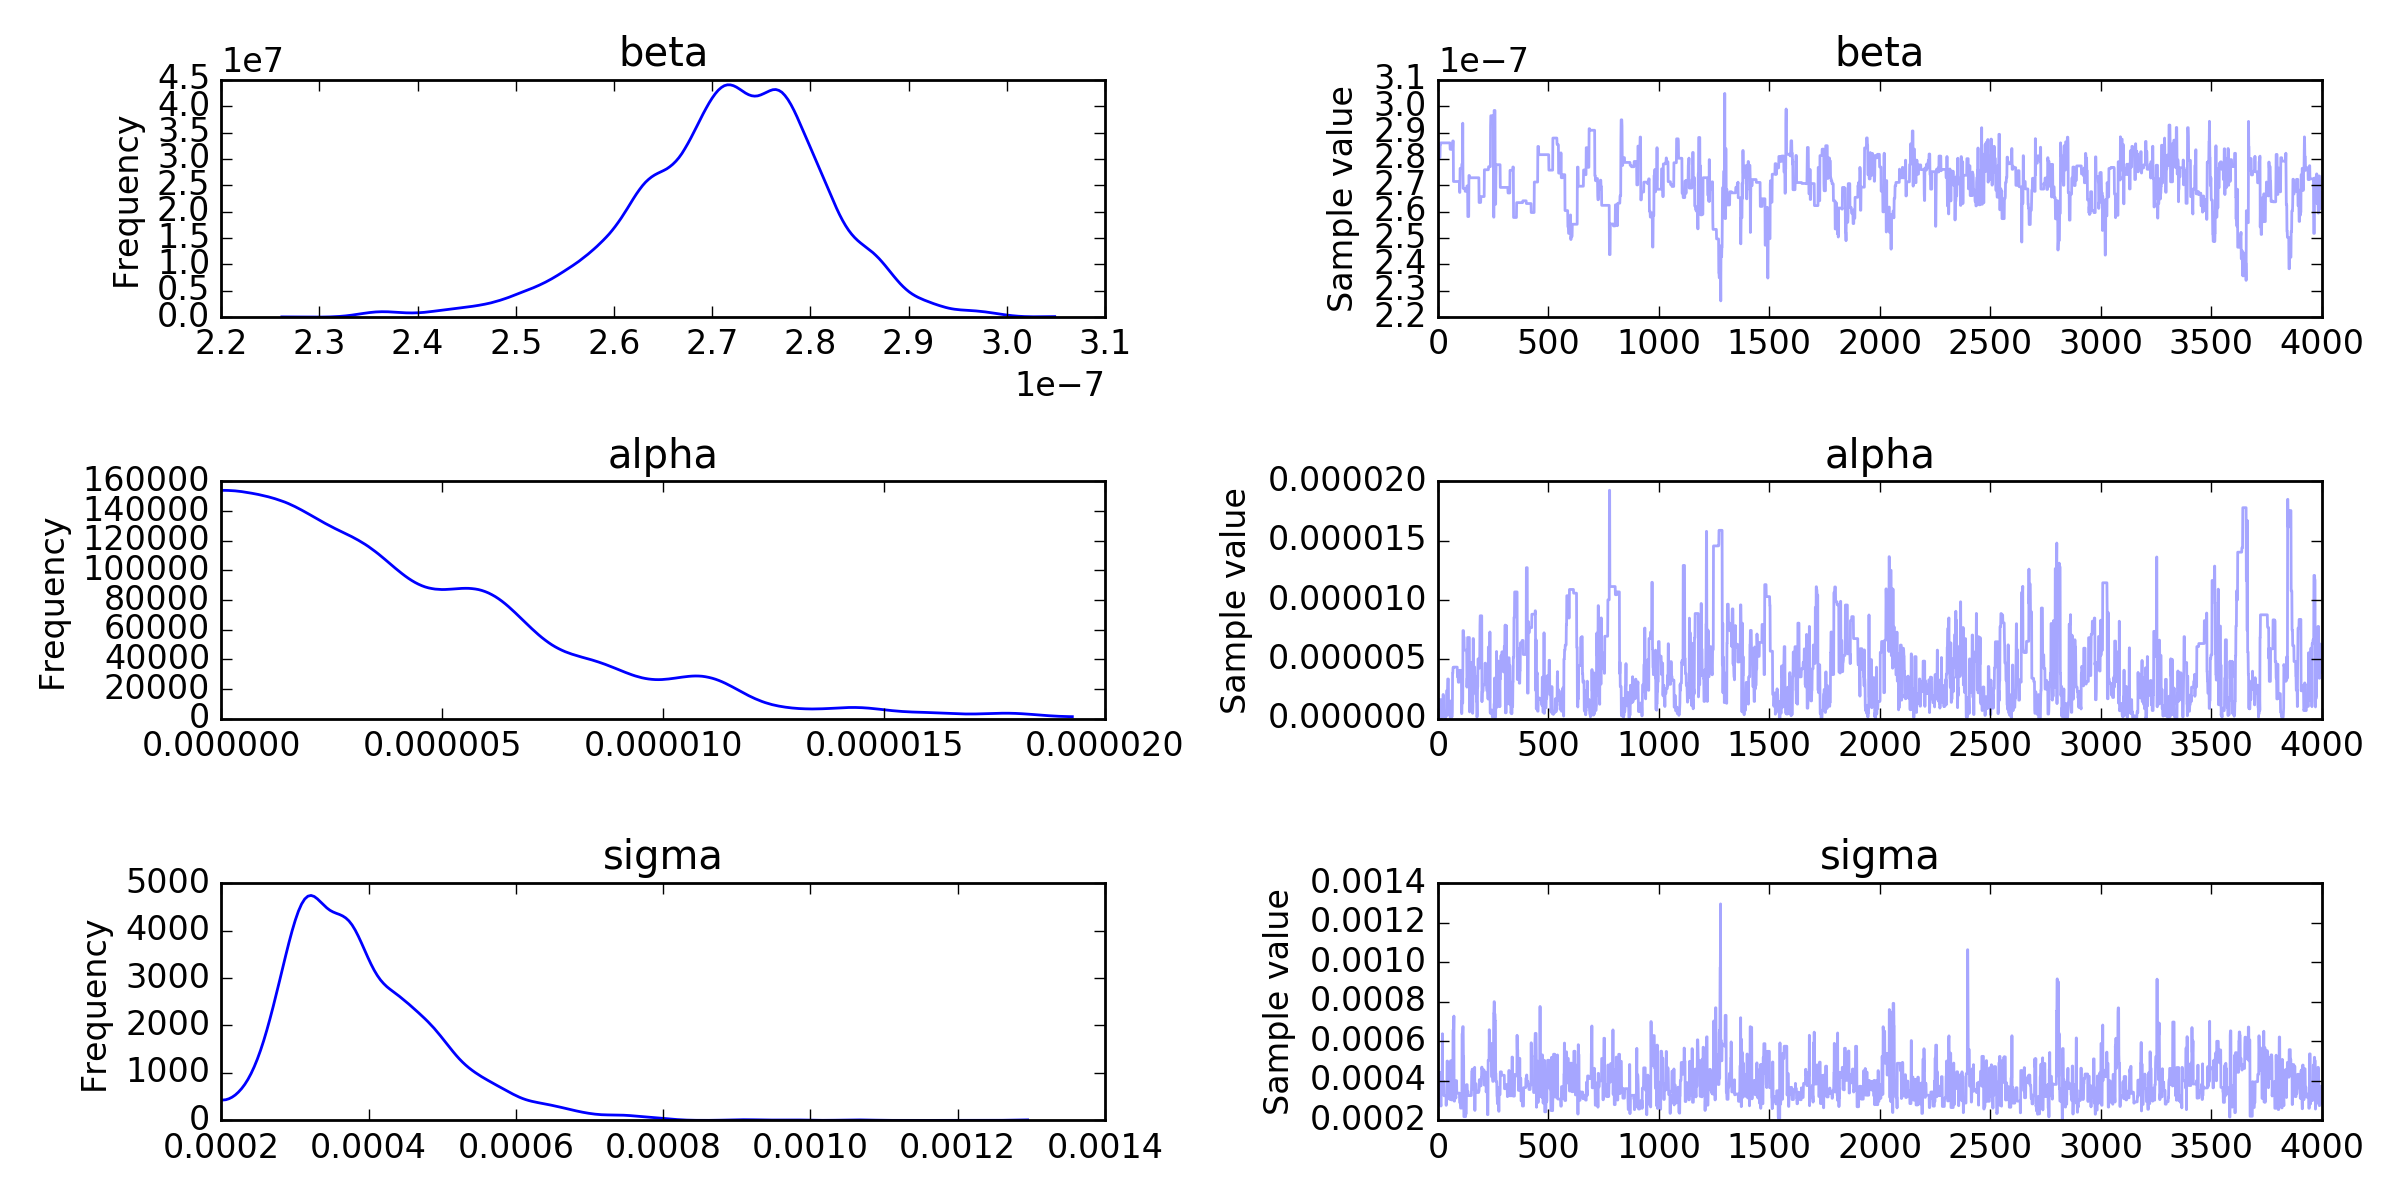 beta
1e7
Frequency
4.5
4.0
3.5
3.0
2.5
2.0
1.5
1.0
0.5
0.0
2.2 2.3 2.4 2.5 2.6 2.7 2.8 2.9 3.0 3.1
1e−7
beta
1e−7
Sample value
3.1
3.0
2.9
2.8
2.7
2.6
2.5
2.4
2.3
2.2
0 500 1000 1500 2000 2500 3000 3500 4000
alpha
Frequency
160000
140000
120000
100000
80000
60000
40000
20000
0
0.000000 0.000005 0.000010 0.000015 0.000020
alpha
Sample value
0.000020
0.000015
0.000010
0.000005
0.000000
0 500 1000 1500 2000 2500 3000 3500 4000
sigma
Frequency
5000
4000
3000
2000
1000
0
0.0002 0.0004 0.0006 0.0008 0.0010 0.0012 0.0014
sigma
Sample value
0.0014
0.0012
0.0010
0.0008
0.0006
0.0004
0.0002
0 500 1000 1500 2000 2500 3000 3500 4000